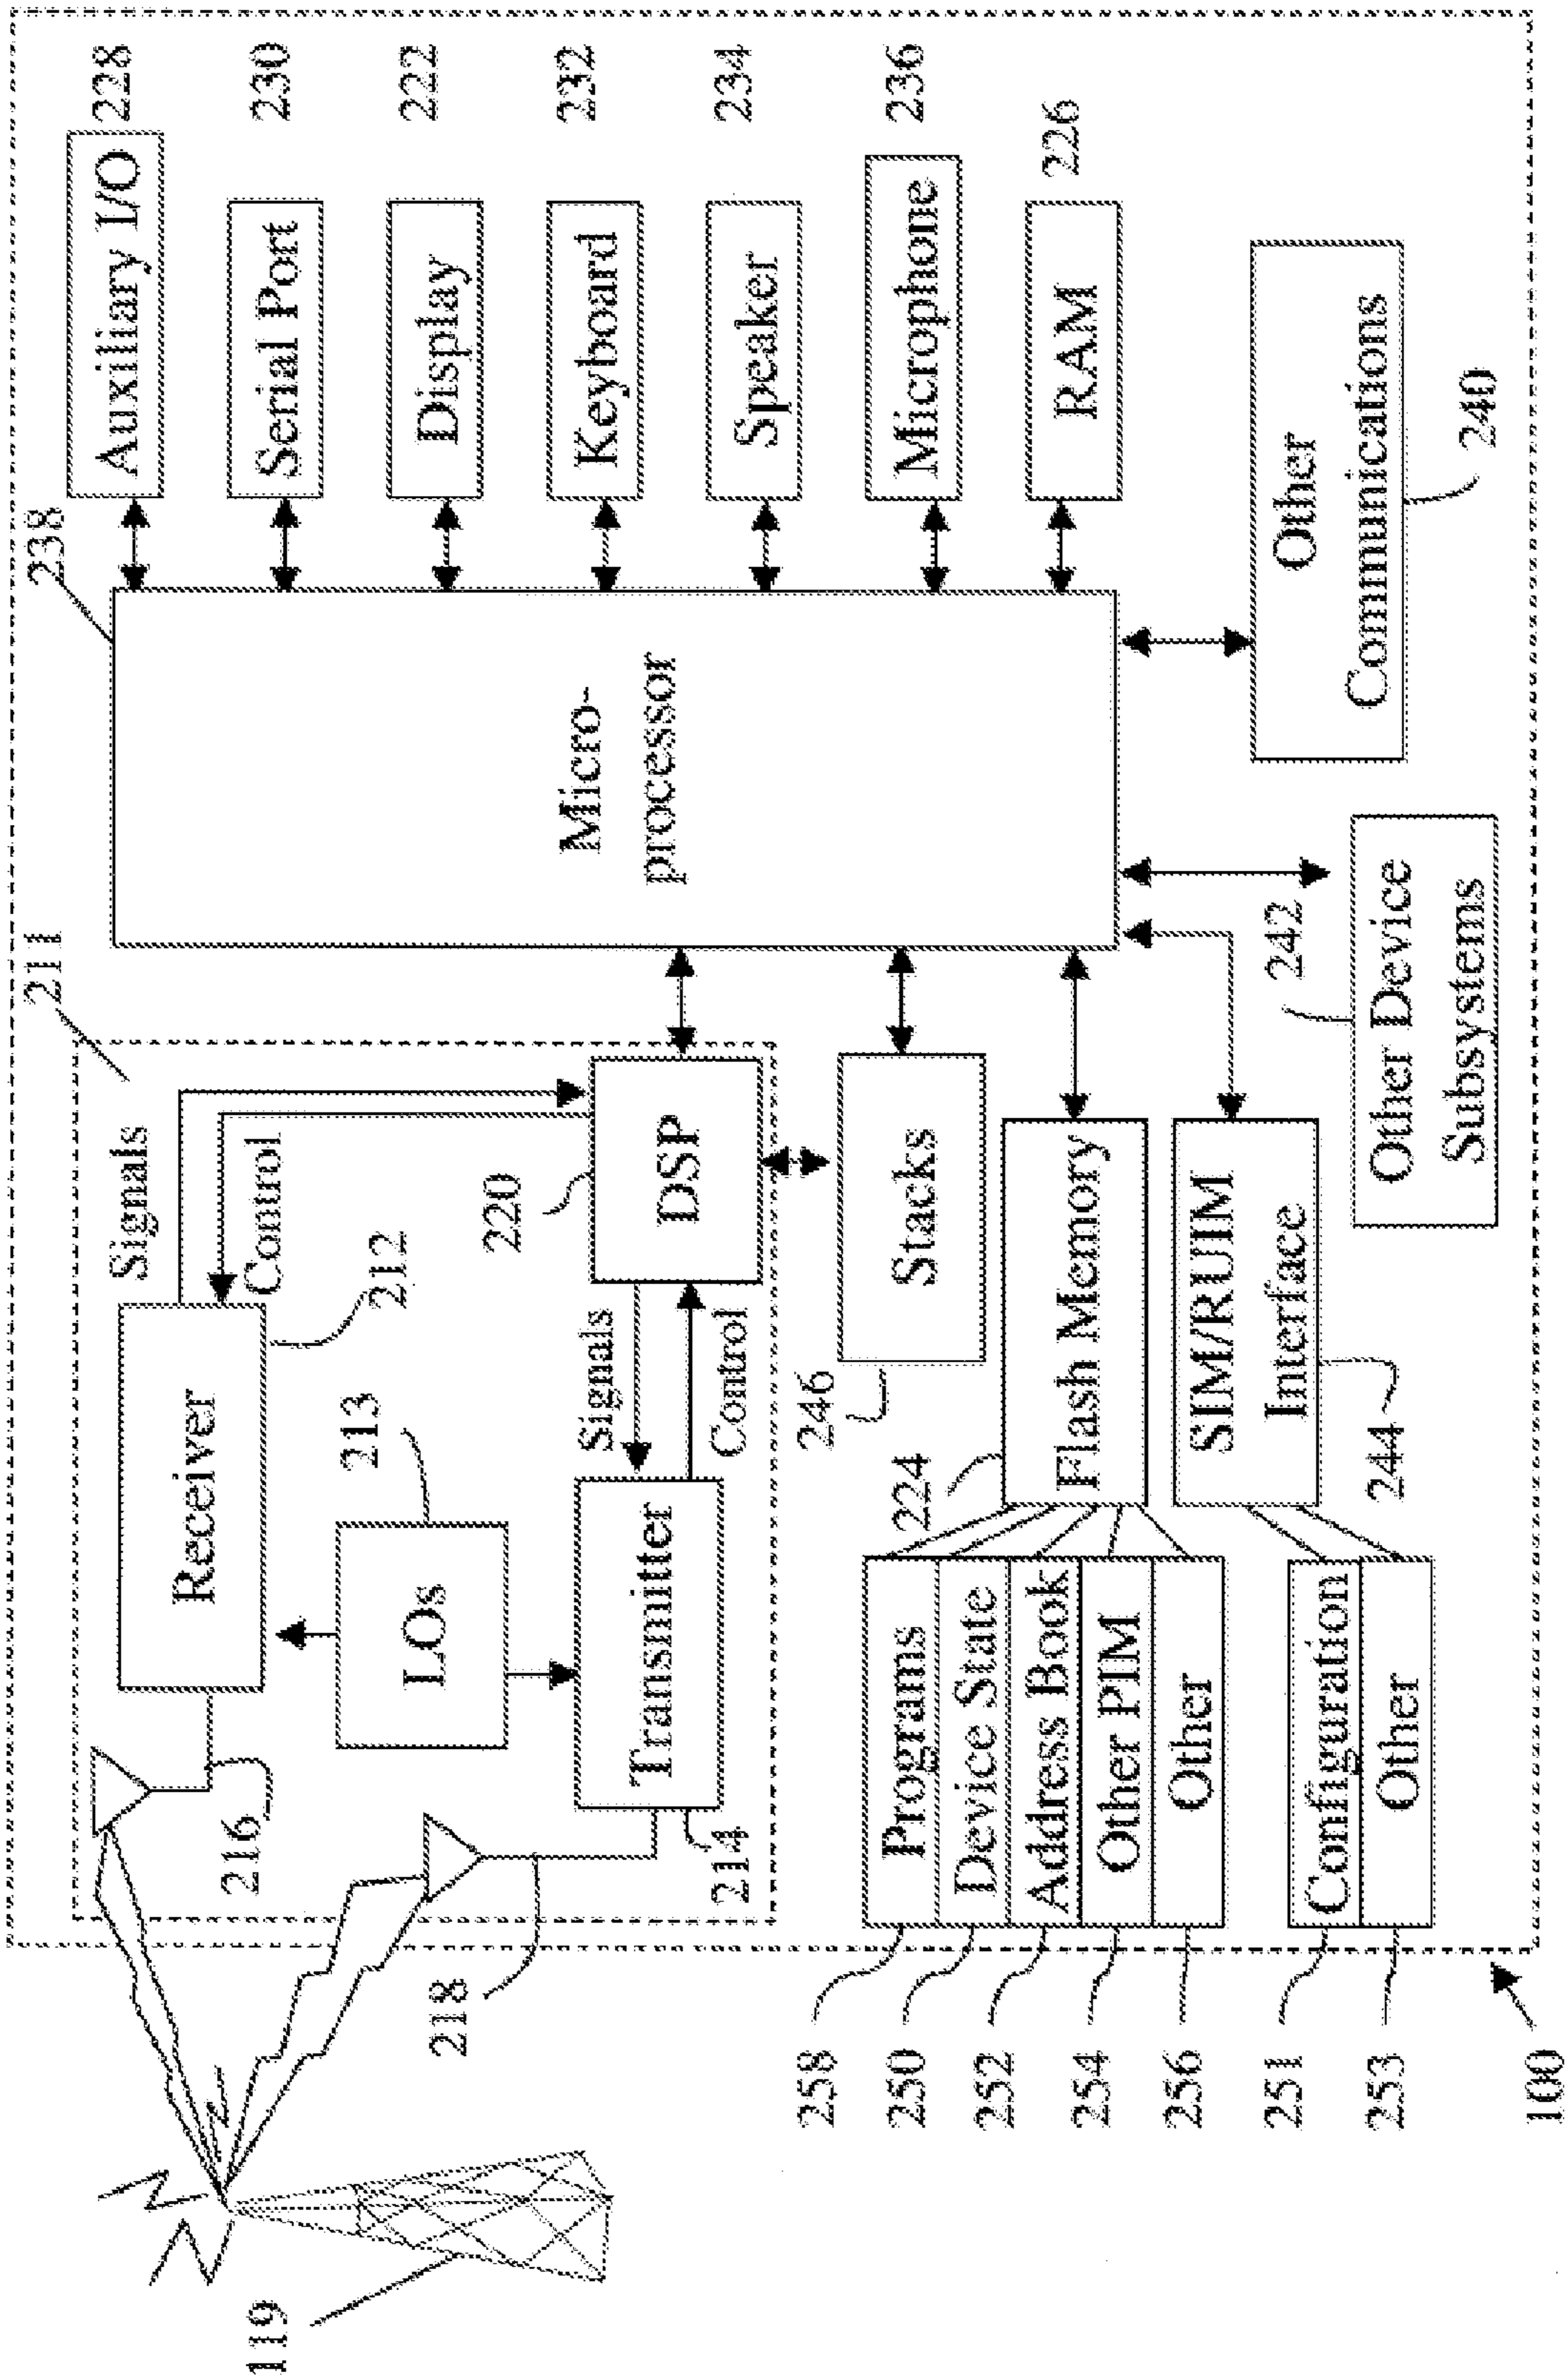 Auxiliary I/O
228
Serial Port
230
Display
222
Keyboard
232
Speaker
234
Microphone
236
RAM
226
238
Micro-
processor
Other
Communications
240
Other Device
Subsystems
242
211
Signals
Control
Receiver
212
LOs
213
DSP
220
Signals
Control
Transmitter
214
216
218
Stacks
246
Flash Memory
224
SIM/RUIM
Interface
244
Programs
Device State
Address Book
Other PIM
Other
Configuration
Other
258
250
252
254
256
251
253
100
119